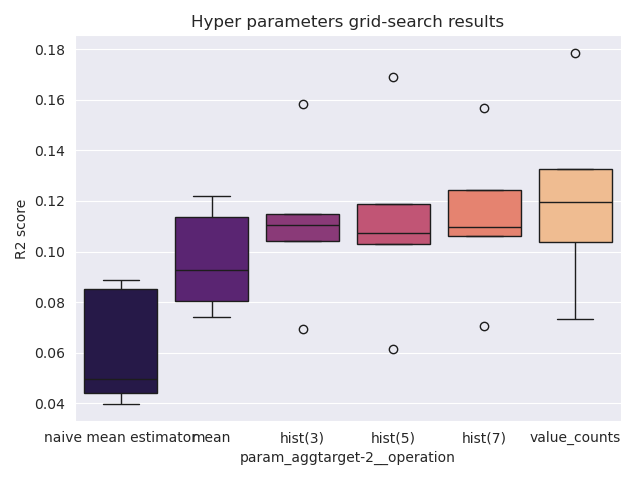 Hyper parameters grid-search results
0.18
0.16
0.14
0.12
0.10
0.08
0.06
0.04
R2 score
naive mean estimator mean hist(3) hist(5) hist(7) value_counts
param_aggtarget-2__operation